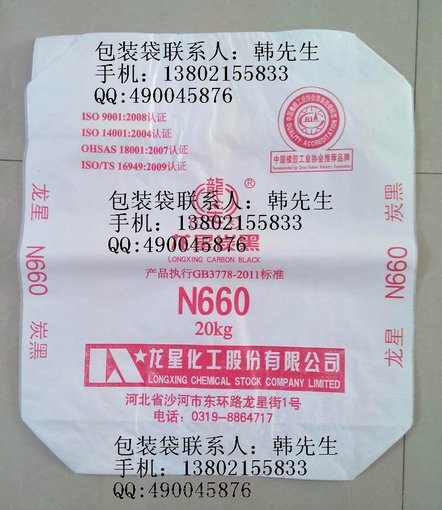 包装袋联系人：韩先生
手机：13802155833
QQ:490045876
ISO 9001:2008认证
ISO 14001:2004认证
OHSAS 18001:2007认证
ISO/TS 16949:2009认证
QUALITY ACCREDITATION
中国橡胶工业协会推荐品牌
包装袋联系人：韩先生
手机：13802155833
QQ:490045876
龍星
®
龙星炭黑
LONGXING CARBON BLACK
产品执行GB3778-2011标准
N660
20kg
龙星化工股份有限公司
LONGXING CHEMICAL STOCK COMPANY LIMITED
河北省沙河市东环路龙星街1号
电话：0319-8864717
龙星 N660 炭黑
龙星 N660 炭黑
包装袋联系人：韩先生
手机：13802155833
QQ:490045876